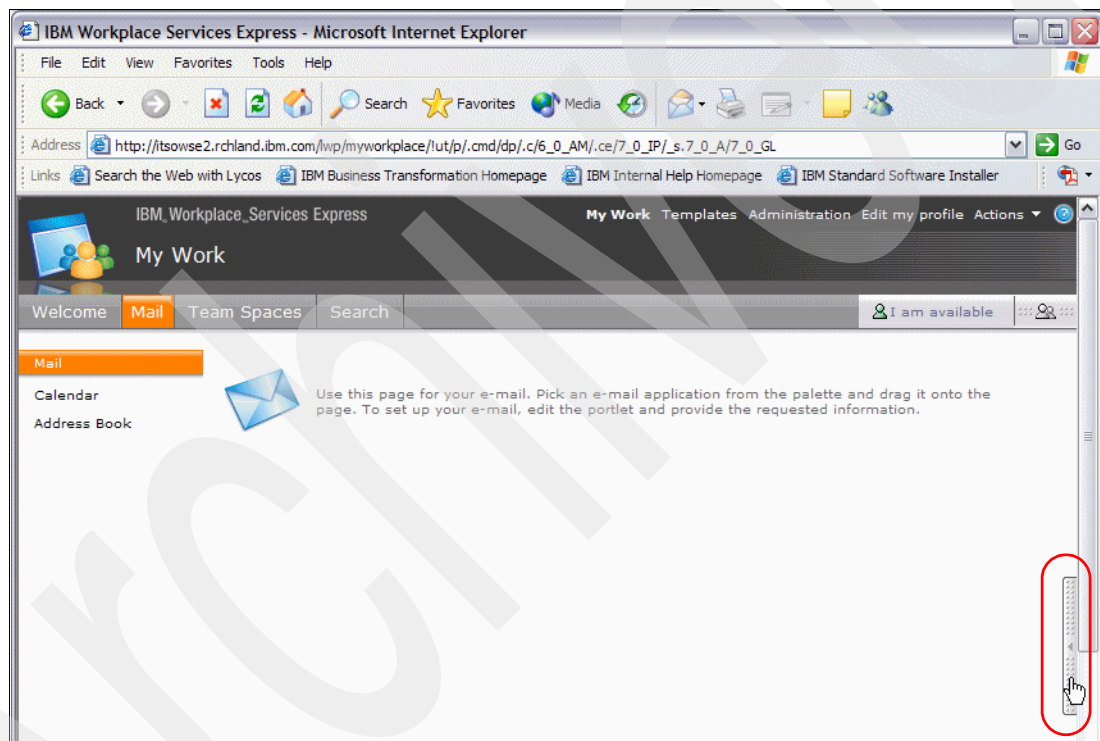 IBM Workplace Services Express - Microsoft Internet Explorer
File Edit View Favorites Tools Help
Back Search Favorites Media
Address http://itsowse2.rchland.ibm.com/lwp/myworkplace/!ut/p/.cmd/dp/.c/6_0_AM/.ce/7_0_IP/_s.7_0_A/7_0_GL Go
Links Search the Web with Lycos IBM Business Transformation Homepage IBM Internal Help Homepage IBM Standard Software Installer
IBM_Workplace_Services Express My Work Templates Administration Edit my profile Actions ?
My Work
Welcome Mail Team Spaces Search I am available
Mail
Calendar
Address Book
Use this page for your e-mail. Pick an e-mail application from the palette and drag it onto the
page. To set up your e-mail, edit the portlet and provide the requested information.